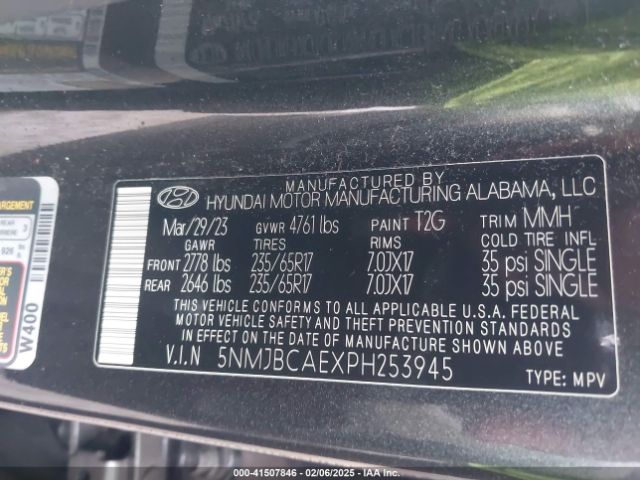 MANUFACTURED BY
HYUNDAI MOTOR MANUFACTURING ALABAMA, LLC
Mar/29/23 GVWR 4761 lbs PAINT T2G TRIM MMH
GAWR TIRES RIMS COLD TIRE INFL
FRONT 2778 lbs 235/65R17 7.0JX17 35 psi SINGLE
REAR 2646 lbs 235/65R17 7.0JX17 35 psi SINGLE
THIS VEHICLE CONFORMS TO ALL APPLICABLE U.S.A. FEDERAL
MOTOR VEHICLE SAFETY AND THEFT PREVENTION STANDARDS
IN EFFECT ON THE DATE OF MANUFACTURE SHOWN ABOVE.
V.I.N 5NMJBCAEXPH253945
TYPE: MPV
W400
000-41507846 - 02/06/2025 - IAA Inc.